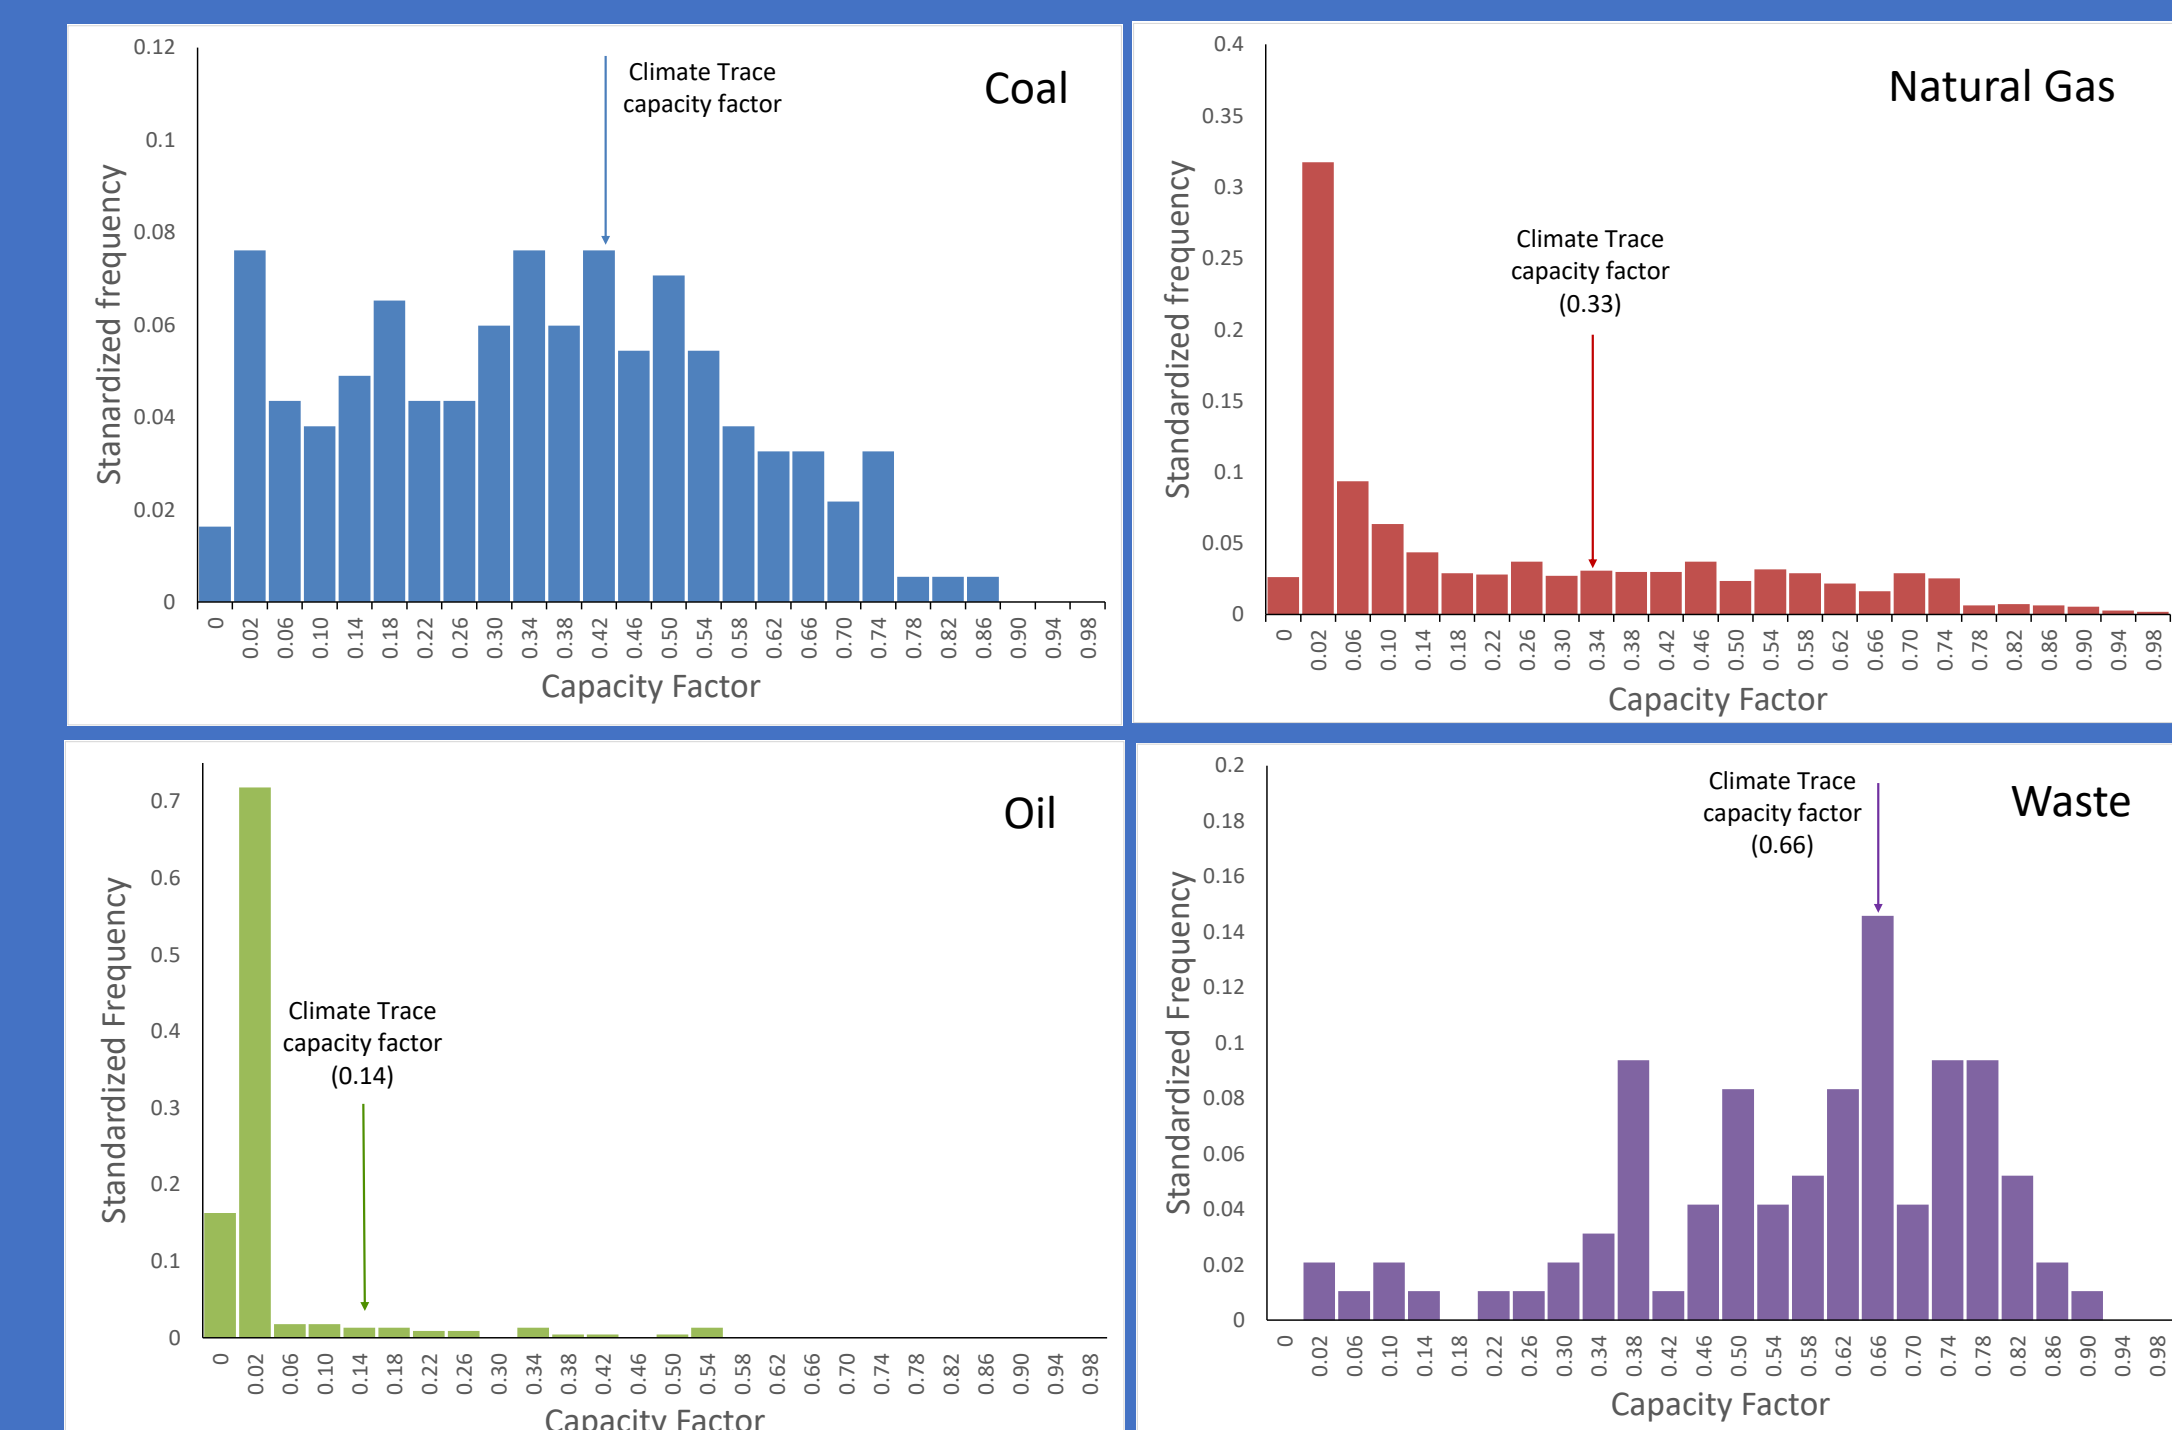 Coal
Climate Trace
capacity factor
Stanardized frequency
0.12
0.1
0.08
0.06
0.04
0.02
0
0 0.02 0.06 0.10 0.14 0.18 0.22 0.26 0.30 0.34 0.38 0.42 0.46 0.50 0.54 0.58 0.62 0.66 0.70 0.74 0.78 0.82 0.86 0.90 0.94 0.98
Capacity Factor
Natural Gas
Climate Trace
capacity factor
(0.33)
Standardized frequency
0.4
0.35
0.3
0.25
0.2
0.15
0.1
0.05
0
0 0.02 0.06 0.10 0.14 0.18 0.22 0.26 0.30 0.34 0.38 0.42 0.46 0.50 0.54 0.58 0.62 0.66 0.70 0.74 0.78 0.82 0.86 0.90 0.94 0.98
Capacity Factor
Oil
Climate Trace
capacity factor
(0.14)
Standardized Frequency
0.7
0.6
0.5
0.4
0.3
0.2
0.1
0
0 0.02 0.06 0.10 0.14 0.18 0.22 0.26 0.30 0.34 0.38 0.42 0.46 0.50 0.54 0.58 0.62 0.66 0.70 0.74 0.78 0.82 0.86 0.90 0.94 0.98
Capacity Factor
Waste
Climate Trace
capacity factor
(0.66)
Standardized Frequency
0.2
0.18
0.16
0.14
0.12
0.1
0.08
0.06
0.04
0.02
0
0 0.02 0.06 0.10 0.14 0.18 0.22 0.26 0.30 0.34 0.38 0.42 0.46 0.50 0.54 0.58 0.62 0.66 0.70 0.74 0.78 0.82 0.86 0.90 0.94 0.98
Capacity Factor